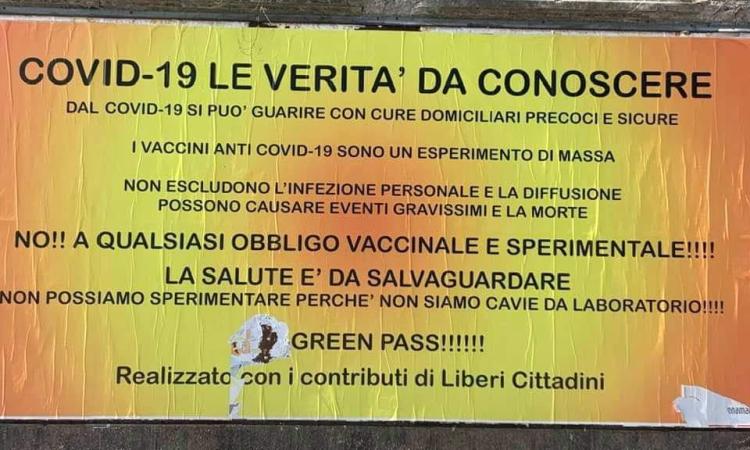 COVID-19 LE VERITA' DA CONOSCERE
DAL COVID-19 SI PUO' GUARIRE CON CURE DOMICILIARI PRECOCI E SICURE
I VACCINI ANTI COVID-19 SONO UN ESPERIMENTO DI MASSA
NON ESCLUDONO L'INFEZIONE PERSONALE E LA DIFFUSIONE
POSSONO CAUSARE EVENTI GRAVISSIMI E LA MORTE
NO!! A QUALSIASI OBBLIGO VACCINALE E SPERIMENTALE!!!!
LA SALUTE E' DA SALVAGUARDARE
NON POSSIAMO SPERIMENTARE PERCHE' NON SIAMO CAVIE DA LABORATORIO!!!!
GREEN PASS!!!!!!
Realizzato con i contributi di Liberi Cittadini